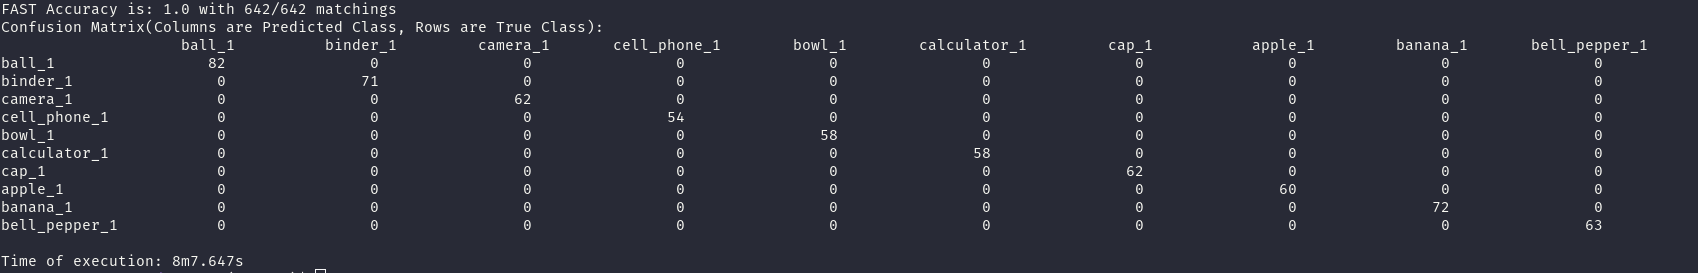 FAST Accuracy is: 1.0 with 642/642 matchings
Confusion Matrix(Columns are Predicted Class, Rows are True Class):
ball_1 binder_1 camera_1 cell_phone_1 bowl_1 calculator_1 cap_1 apple_1 banana_1 bell_pepper_1
ball_1 82 0 0 0 0 0 0 0 0 0
binder_1 0 71 0 0 0 0 0 0 0 0
camera_1 0 0 62 0 0 0 0 0 0 0
cell_phone_1 0 0 0 54 0 0 0 0 0 0
bowl_1 0 0 0 0 58 0 0 0 0 0
calculator_1 0 0 0 0 0 58 0 0 0 0
cap_1 0 0 0 0 0 0 62 0 0 0
apple_1 0 0 0 0 0 0 0 60 0 0
banana_1 0 0 0 0 0 0 0 0 72 0
bell_pepper_1 0 0 0 0 0 0 0 0 0 63
Time of execution: 8m7.647s